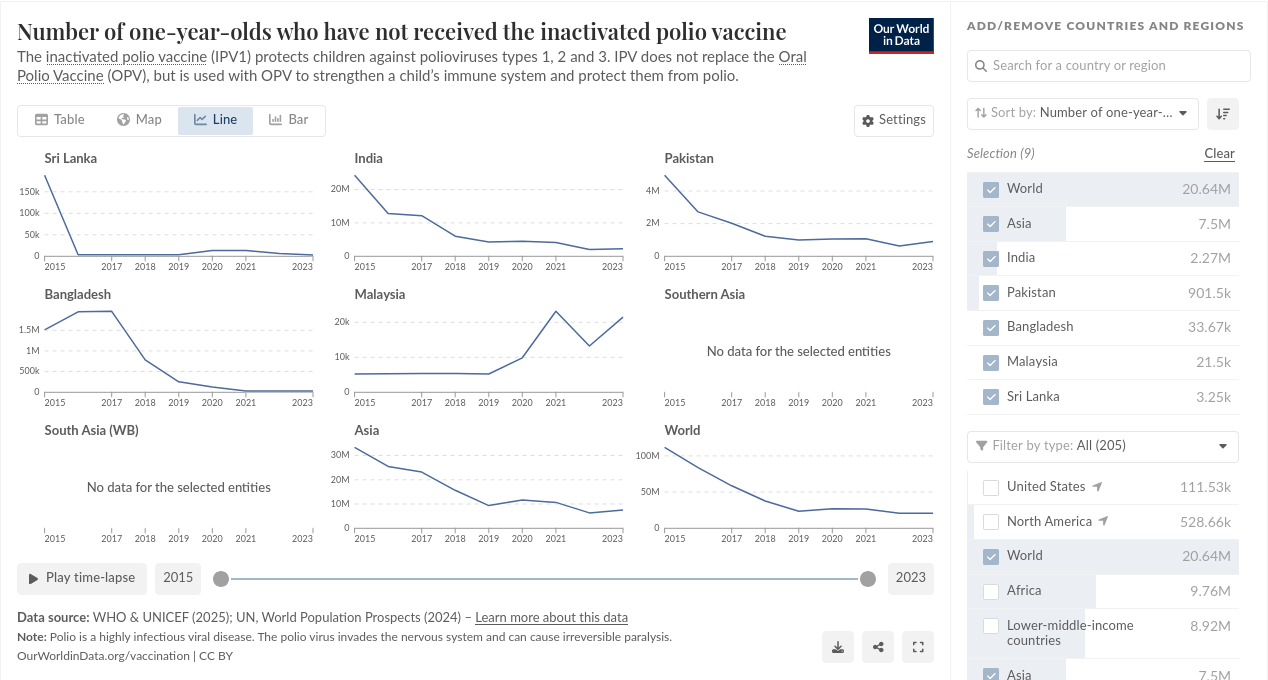 Number of one-year-olds who have not received the inactivated polio vaccine
The inactivated polio vaccine (IPV1) protects children against polioviruses types 1, 2 and 3. IPV does not replace the Oral
Polio Vaccine (OPV), but is used with OPV to strengthen a child's immune system and protect them from polio.
Our World
in Data
Table
Map
Line
Bar
Settings
Sri Lanka
150k
100k
50k
0
2015 2017 2018 2019 2020 2021 2023
India
20M
10M
0
2015 2017 2018 2019 2020 2021 2023
Pakistan
4M
2M
0
2015 2017 2018 2019 2020 2021 2023
Bangladesh
1.5M
1M
500k
0
2015 2017 2018 2019 2020 2021 2023
Malaysia
20k
10k
0
2015 2017 2018 2019 2020 2021 2023
Southern Asia
No data for the selected entities
2015 2017 2018 2019 2020 2021 2023
South Asia (WB)
No data for the selected entities
2015 2017 2018 2019 2020 2021 2023
Asia
30M
20M
10M
0
2015 2017 2018 2019 2020 2021 2023
World
100M
50M
0
2015 2017 2018 2019 2020 2021 2023
Play time-lapse
2015
2023
Data source: WHO & UNICEF (2025); UN, World Population Prospects (2024) – Learn more about this data
Note: Polio is a highly infectious viral disease. The polio virus invades the nervous system and can cause irreversible paralysis.
OurWorldinData.org/vaccination | CC BY
ADD/REMOVE COUNTRIES AND REGIONS
Search for a country or region
Sort by: Number of one-year-...
Selection (9)
Clear
World 20.64M
Asia 7.5M
India 2.27M
Pakistan 901.5k
Bangladesh 33.67k
Malaysia 21.5k
Sri Lanka 3.25k
Filter by type: All (205)
United States 111.53k
North America 528.66k
World 20.64M
Africa 9.76M
Lower-middle-income 8.92M
countries
Asia 7.5M